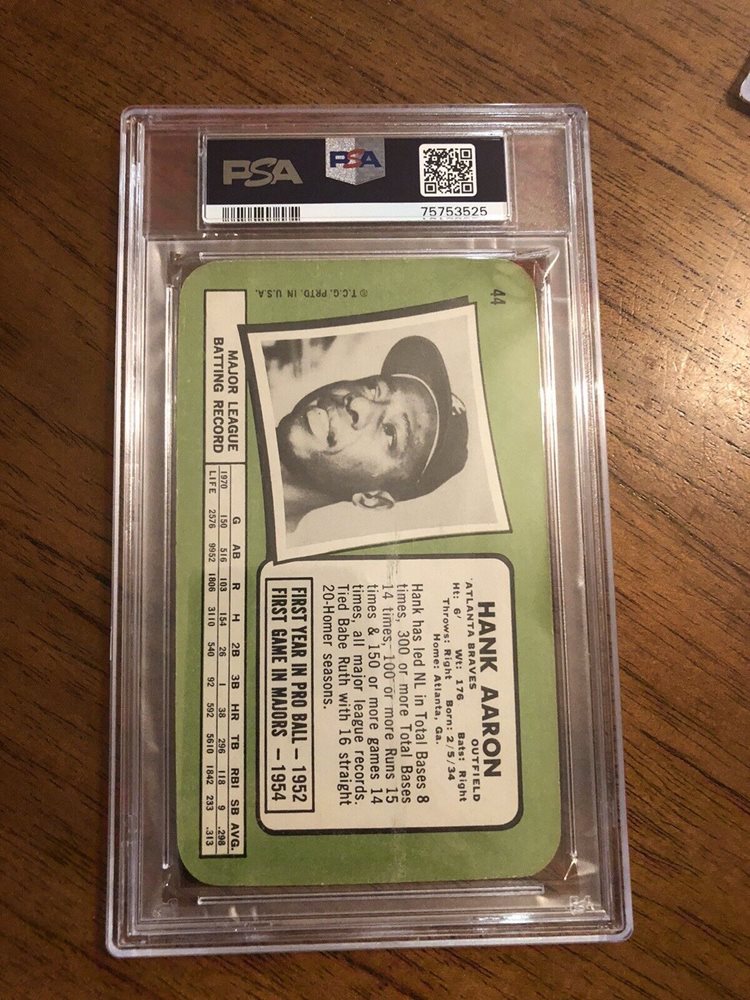 PSA
PSA
75753525
44
© T.C.G. PRTD. IN U.S.A.
HANK AARON
ATLANTA BRAVES OUTFIELD
Ht: 6' Wt: 176 Bats: Right
Throws: Right Born: 2/5/34
Home: Atlanta, Ga.
Hank has led NL in Total Bases 8
times, 300 or more Total Bases
14 times, 100 or more Runs 15
times & 150 or more games 14
times, all major league records.
Tied Babe Ruth with 16 straight
20-Homer seasons.
FIRST YEAR IN PRO BALL — 1952
FIRST GAME IN MAJORS — 1954
MAJOR LEAGUE
BATTING RECORD
G AB R H 2B 3B HR TB RBI SB AVG.
1970 150 516 103 154 26 1 38 296 118 9 .298
LIFE 2576 9952 1806 3110 540 92 592 5610 1842 233 .313